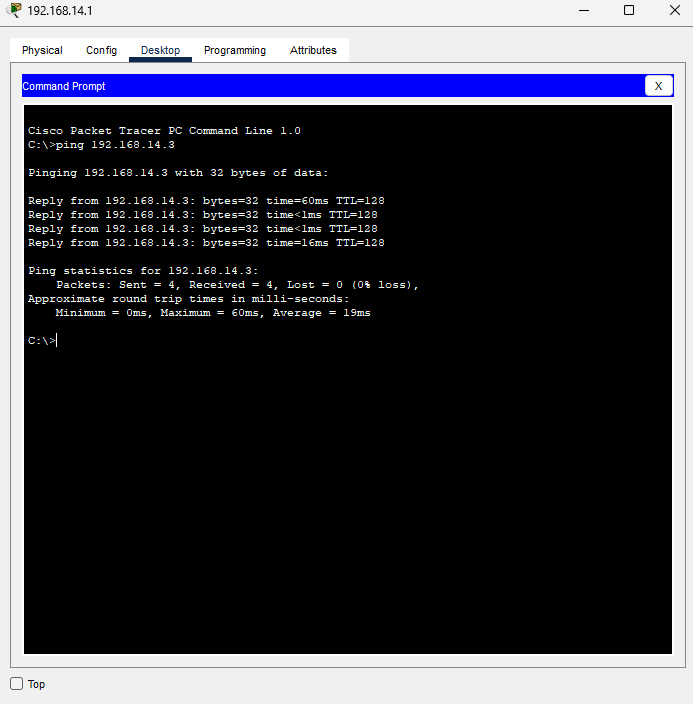 192.168.14.1
Physical Config Desktop Programming Attributes
Command Prompt X
Cisco Packet Tracer PC Command Line 1.0
C:\>ping 192.168.14.3
Pinging 192.168.14.3 with 32 bytes of data:
Reply from 192.168.14.3: bytes=32 time=60ms TTL=128
Reply from 192.168.14.3: bytes=32 time<1ms TTL=128
Reply from 192.168.14.3: bytes=32 time<1ms TTL=128
Reply from 192.168.14.3: bytes=32 time=16ms TTL=128
Ping statistics for 192.168.14.3:
Packets: Sent = 4, Received = 4, Lost = 0 (0% loss),
Approximate round trip times in milli-seconds:
Minimum = 0ms, Maximum = 60ms, Average = 19ms
C:\>
Top